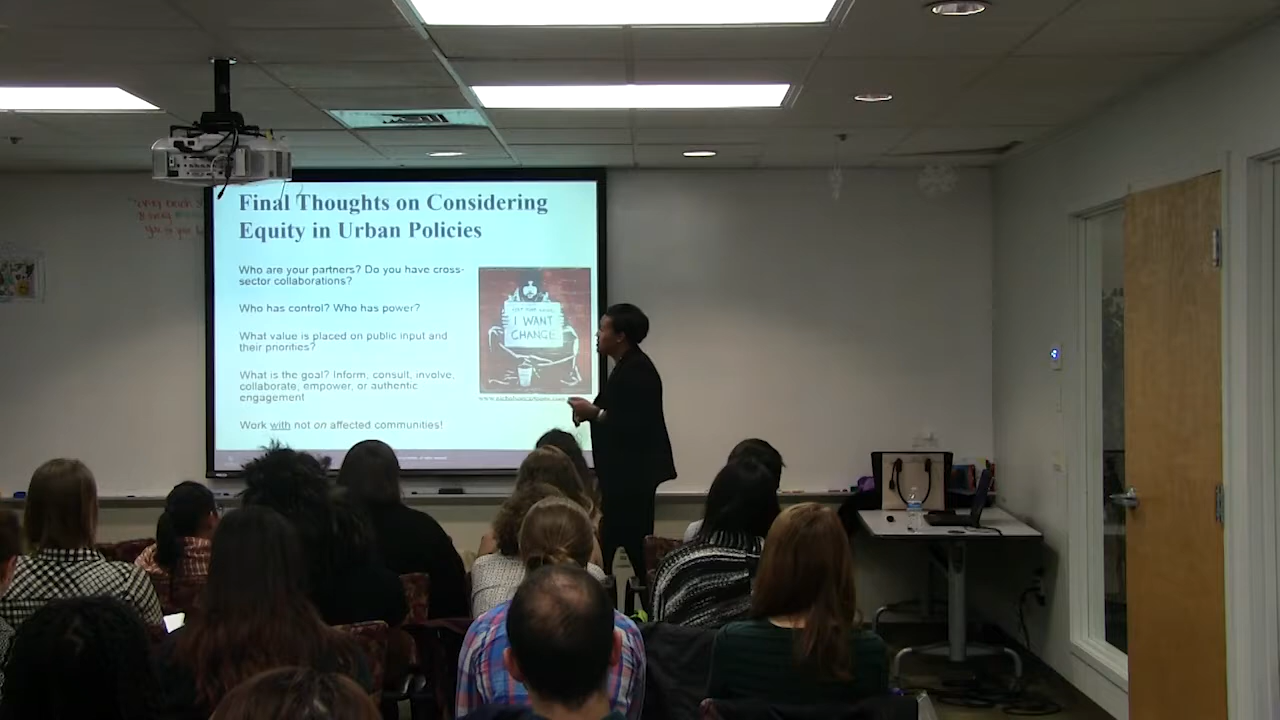 Final Thoughts on Considering
Equity in Urban Policies
Who are your partners? Do you have cross-
sector collaborations?
Who has control? Who has power?
What value is placed on public input and
their priorities?
What is the goal? Inform, consult, involve,
collaborate, empower, or authentic
engagement
Work with not on affected communities!
I WANT
CHANGE